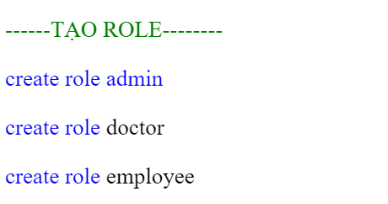 ------TẠO ROLE--------
create role admin
create role doctor
create role employee